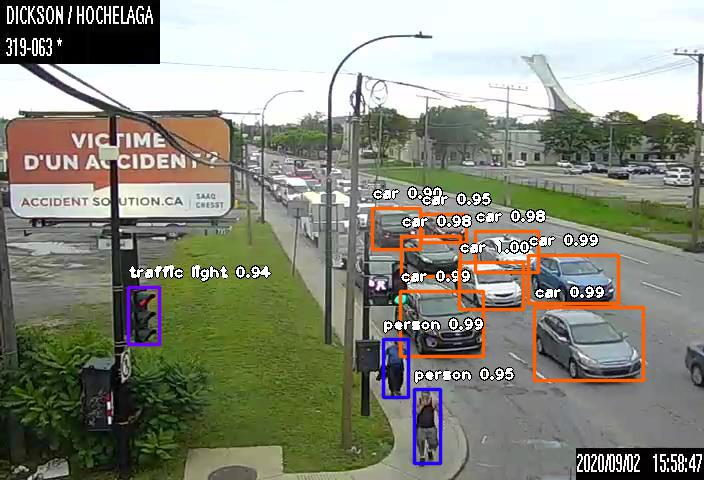 DICKSON / HOCHELAGA
319-063 *
VICTIME
D'UN ACCIDENT?
ACCIDENT SOLUTION.CA
SAAQ
CNESST
car 0.99
car 0.95
car 0.98
car 0.98
car 1.00
car 0.99
car 0.99
car 0.99
traffic light 0.94
person 0.99
person 0.95
2020/09/02 15:58:47